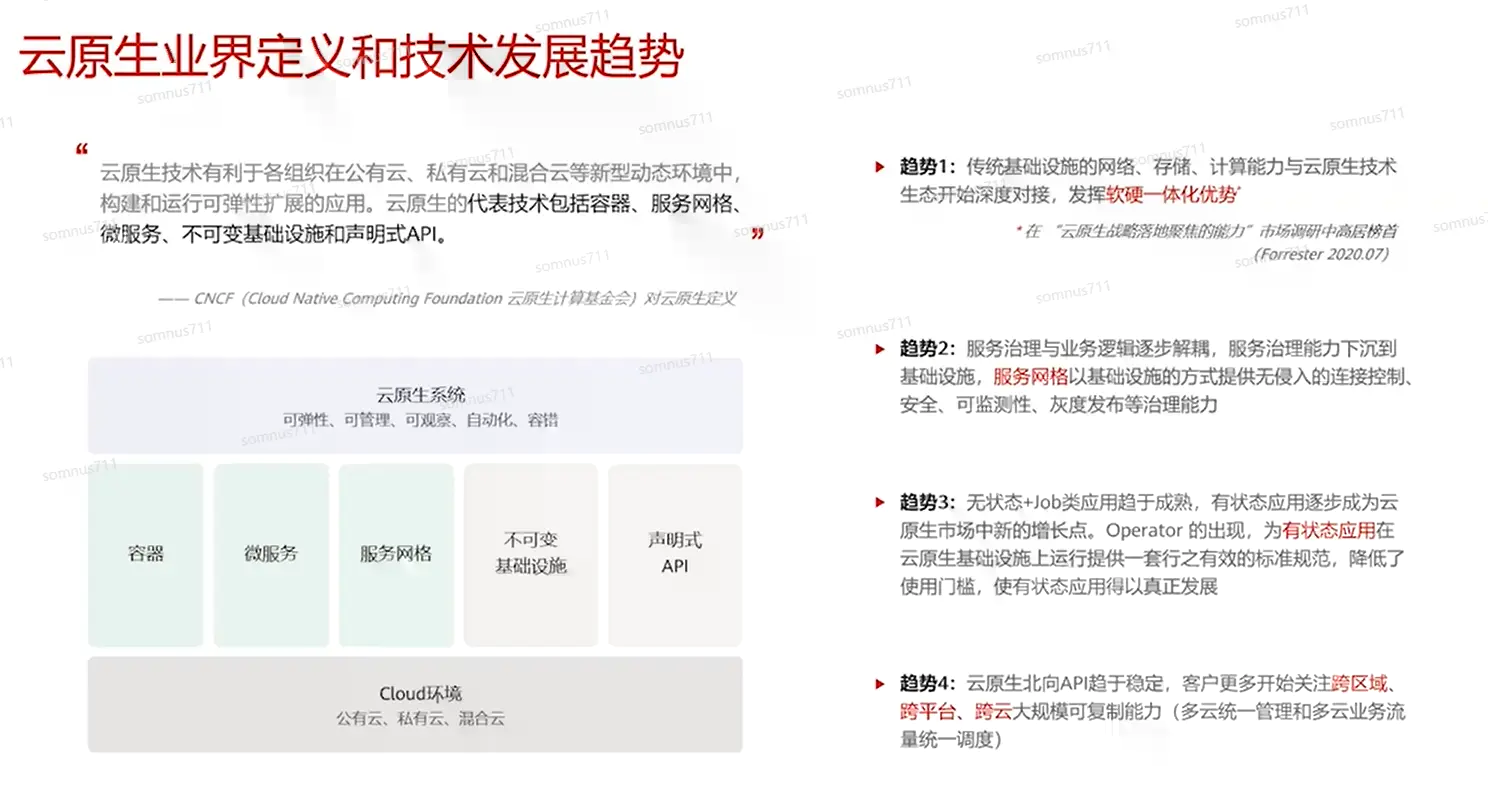 云原生业界定义和技术发展趋势
“
云原生技术有利于各组织在公有云、私有云和混合云等新型动态环境中,
构建和运行可弹性扩展的应用。云原生的代表技术包括容器、服务网格、
微服务、不可变基础设施和声明式API。
”
—— CNCF（Cloud Native Computing Foundation 云原生计算基金会）对云原生定义
云原生系统
可弹性、可管理、可观察、自动化、容错
容器
微服务
服务网格
不可变
基础设施
声明式
API
Cloud环境
公有云、私有云、混合云
趋势1：传统基础设施的网络、存储、计算能力与云原生技术
生态开始深度对接，发挥软硬一体化优势*
*在 “云原生战略落地聚焦的能力”市场调研中高居榜首
（Forrester 2020.07）
趋势2：服务治理与业务逻辑逐步解耦，服务治理能力下沉到
基础设施，服务网格以基础设施的方式提供无侵入的连接控制、
安全、可监测性、灰度发布等治理能力
趋势3：无状态+Job类应用趋于成熟，有状态应用逐步成为云
原生市场中新的增长点。Operator 的出现，为有状态应用在
云原生基础设施上运行提供一套行之有效的标准规范，降低了
使用门槛，使有状态应用得以真正发展
趋势4：云原生北向API趋于稳定，客户更多开始关注跨区域、
跨平台、跨云大规模可复制能力（多云统一管理和多云业务流
量统一调度）
somnus711